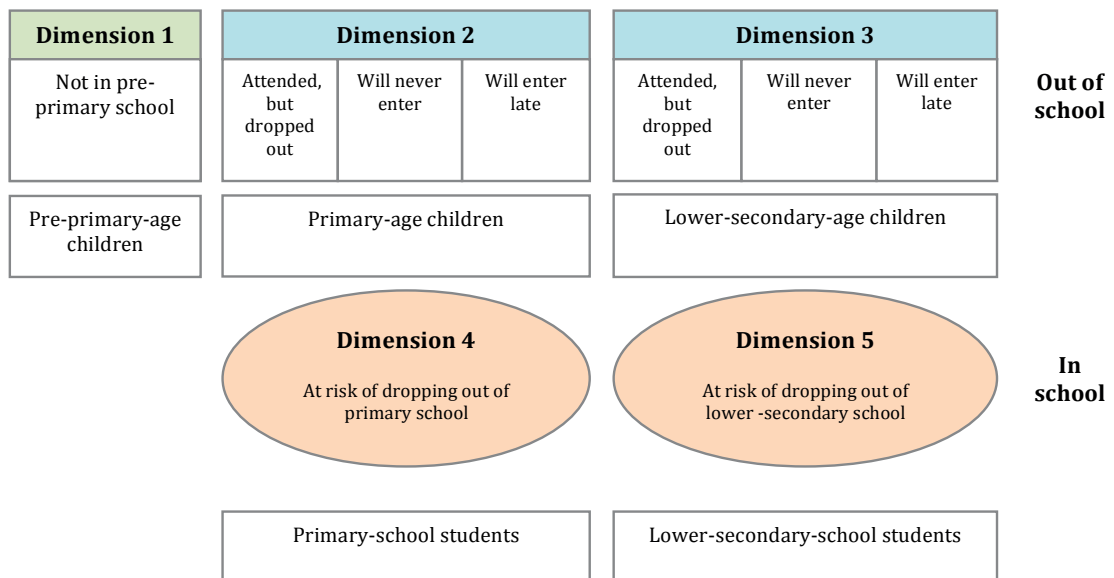 Dimension 1
Dimension 2
Dimension 3
Not in pre-
primary school
Attended,
but
dropped
out
Will never
enter
Will enter
late
Attended,
but
dropped
out
Will never
enter
Will enter
late
Out of
school
Pre-primary-age
children
Primary-age children
Lower-secondary-age children
Dimension 4
At risk of dropping out of
primary school
Dimension 5
At risk of dropping out of
lower -secondary school
In
school
Primary-school students
Lower-secondary-school students